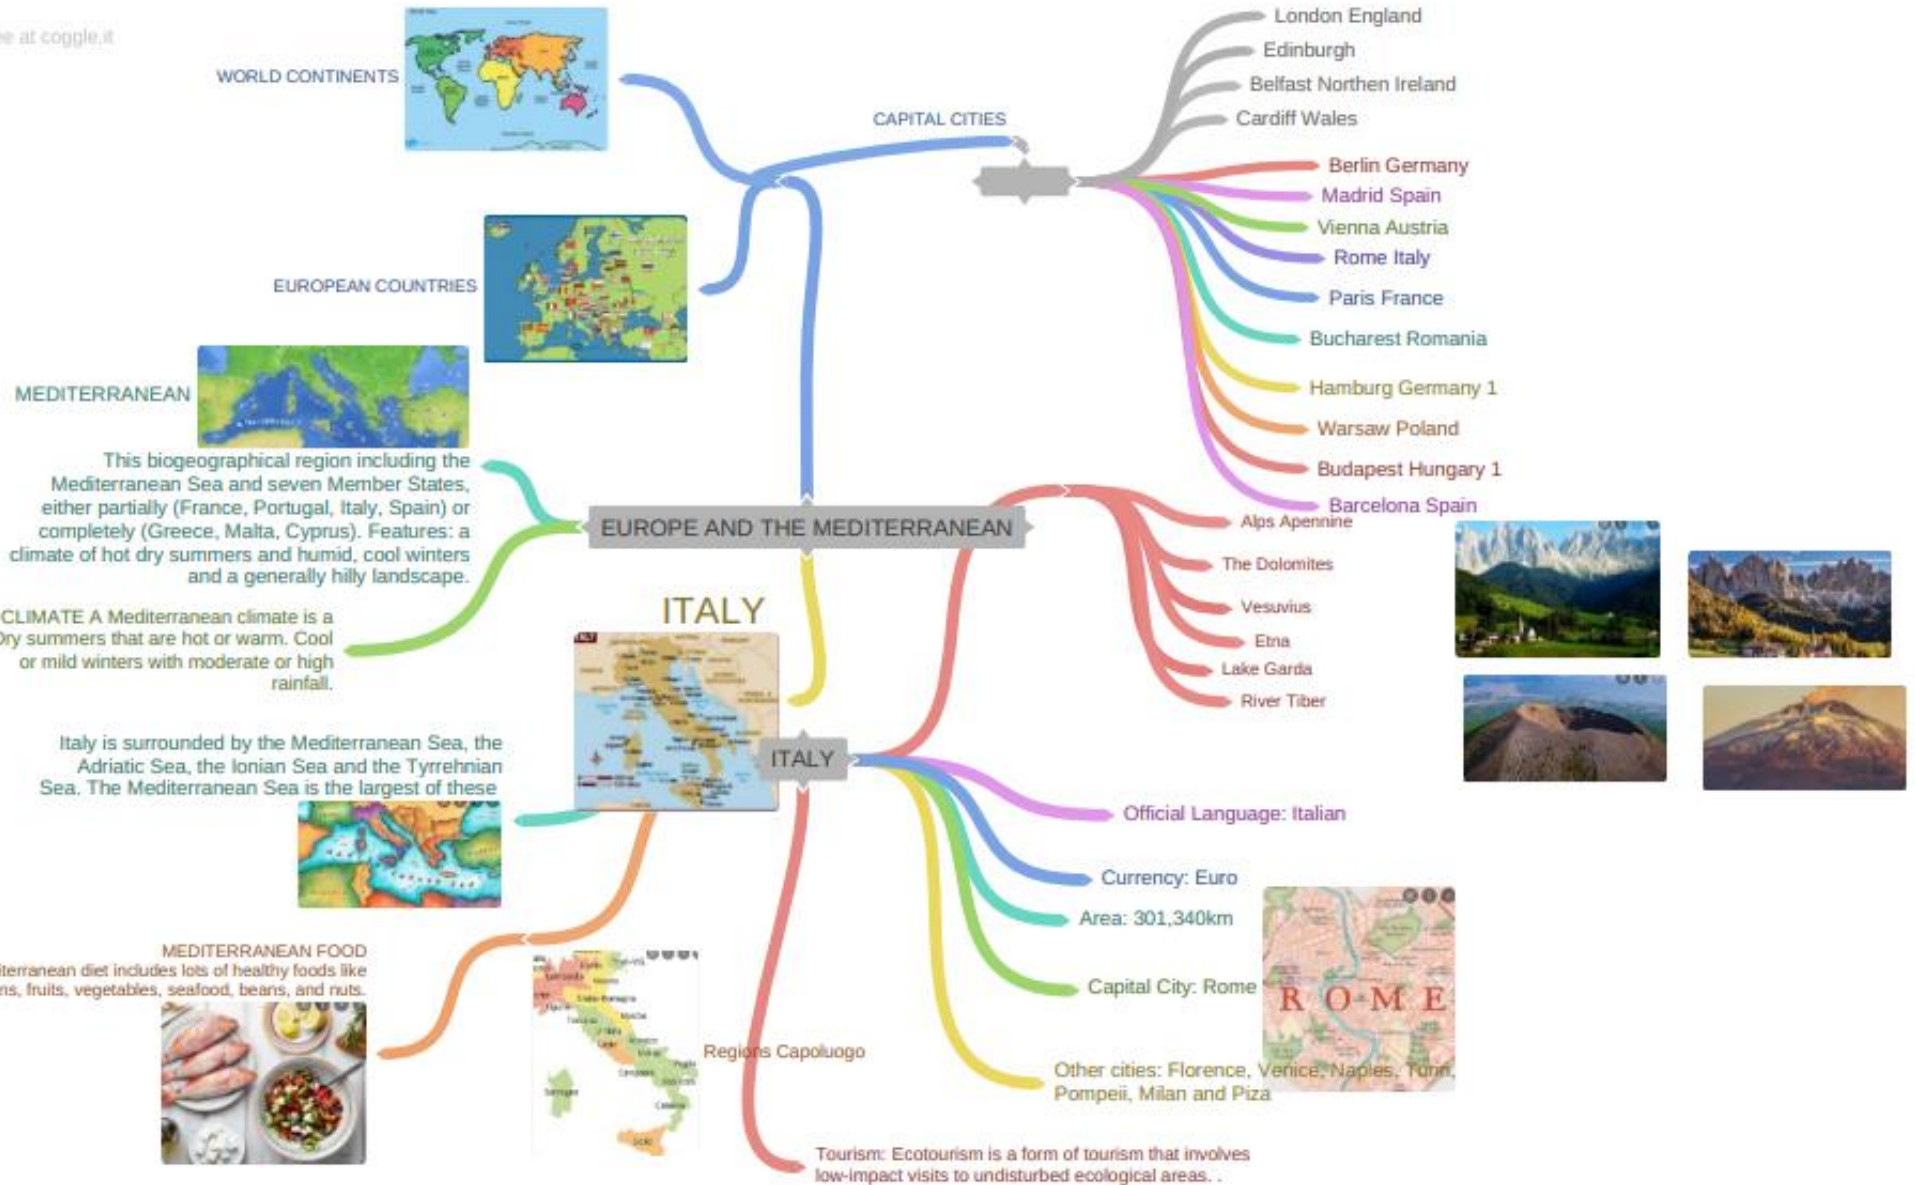 ee at coggle.it
WORLD CONTINENTS
CAPITAL CITIES
London England
Edinburgh
Belfast Northen Ireland
Cardiff Wales
Berlin Germany
Madrid Spain
Vienna Austria
Rome Italy
Paris France
Bucharest Romania
Hamburg Germany 1
Warsaw Poland
Budapest Hungary 1
Barcelona Spain
EUROPEAN COUNTRIES
MEDITERRANEAN
This biogeographical region including the
Mediterranean Sea and seven Member States,
either partially (France, Portugal, Italy, Spain) or
completely (Greece, Malta, Cyprus). Features: a
climate of hot dry summers and humid, cool winters
and a generally hilly landscape.
EUROPE AND THE MEDITERRANEAN
Alps Apennine
The Dolomites
Vesuvius
Etna
Lake Garda
River Tiber
CLIMATE A Mediterranean climate is a
Dry summers that are hot or warm. Cool
or mild winters with moderate or high
rainfall.
ITALY
ITALY
Italy is surrounded by the Mediterranean Sea, the
Adriatic Sea, the Ionian Sea and the Tyrrehnian
Sea. The Mediterranean Sea is the largest of these
Official Language: Italian
Currency: Euro
Area: 301,340km
Capital City: Rome
ROME
Other cities: Florence, Venice, Naples, Turin,
Pompeii, Milan and Piza
MEDITERRANEAN FOOD
iterranean diet includes lots of healthy foods like
ns, fruits, vegetables, seafood, beans, and nuts.
Regions Capoluogo
Tourism: Ecotourism is a form of tourism that involves
low-impact visits to undisturbed ecological areas. .